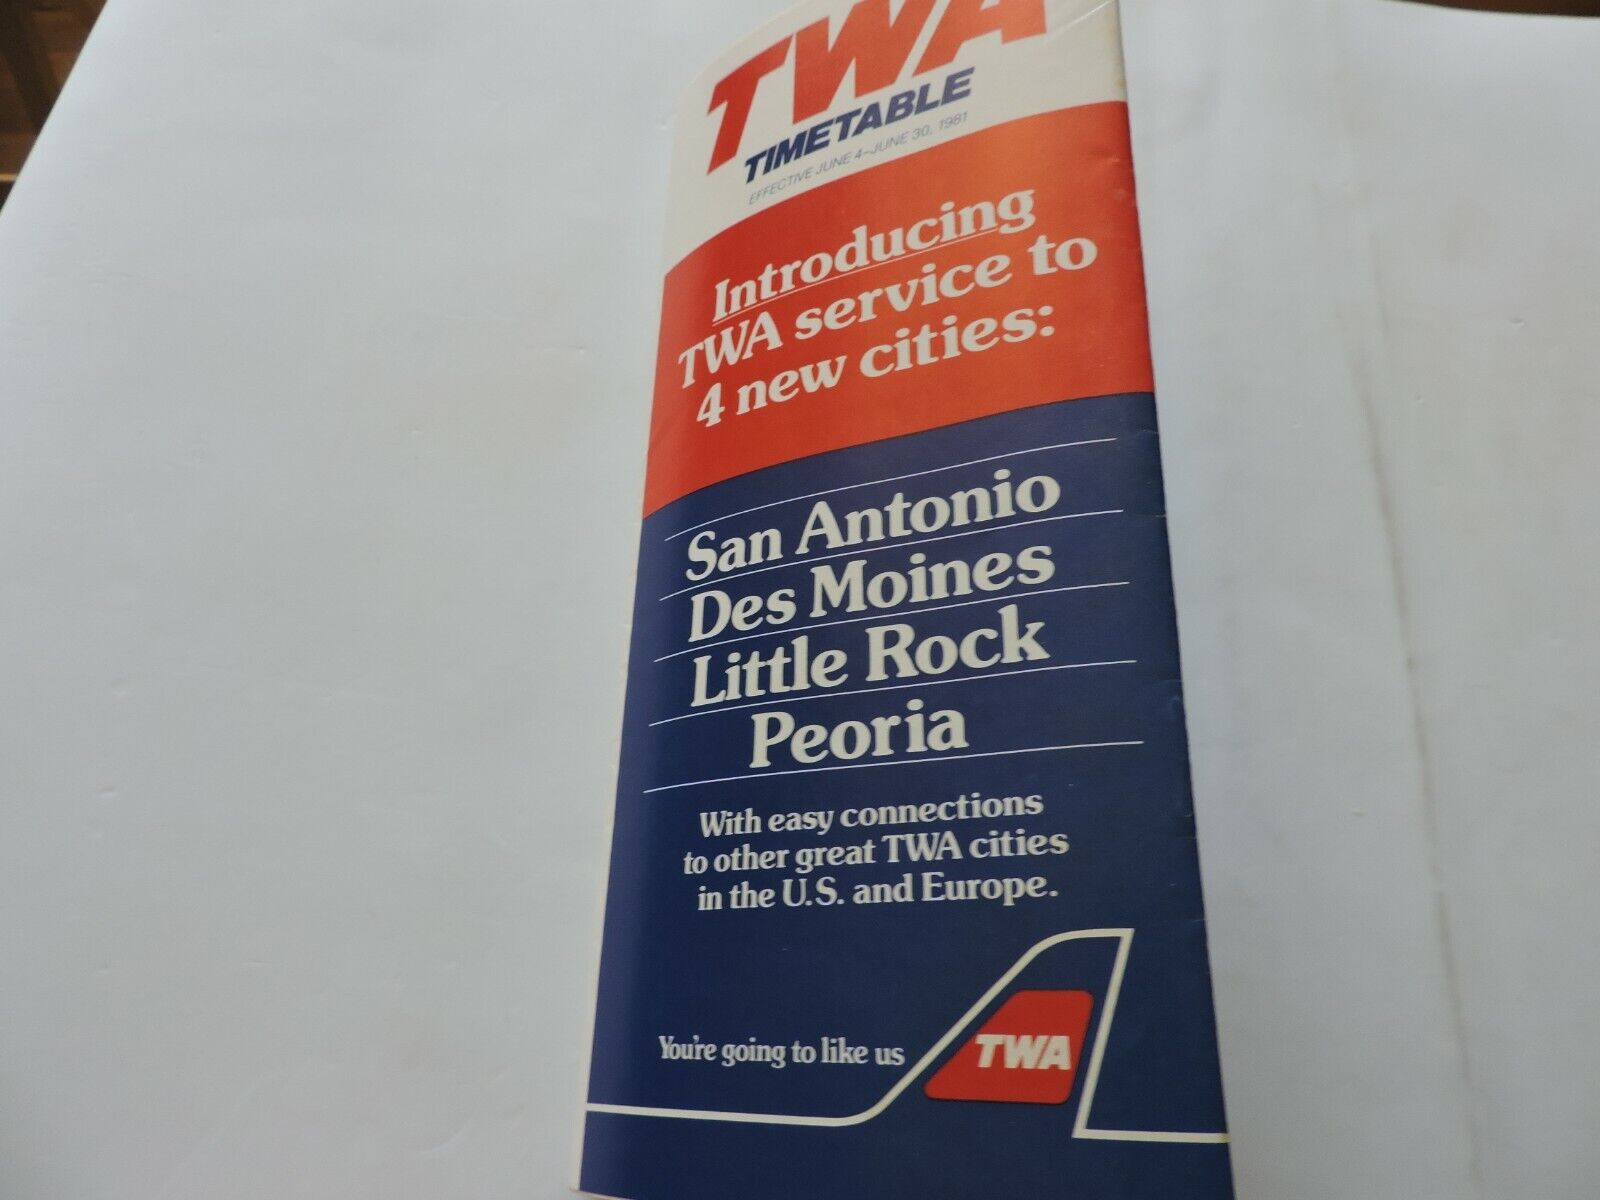 TWA
TIMETABLE
EFFECTIVE JUNE 4–JUNE 30, 1981
Introducing
TWA service to
4 new cities:
San Antonio
Des Moines
Little Rock
Peoria
With easy connections
to other great TWA cities
in the U.S. and Europe.
You're going to like us
TWA